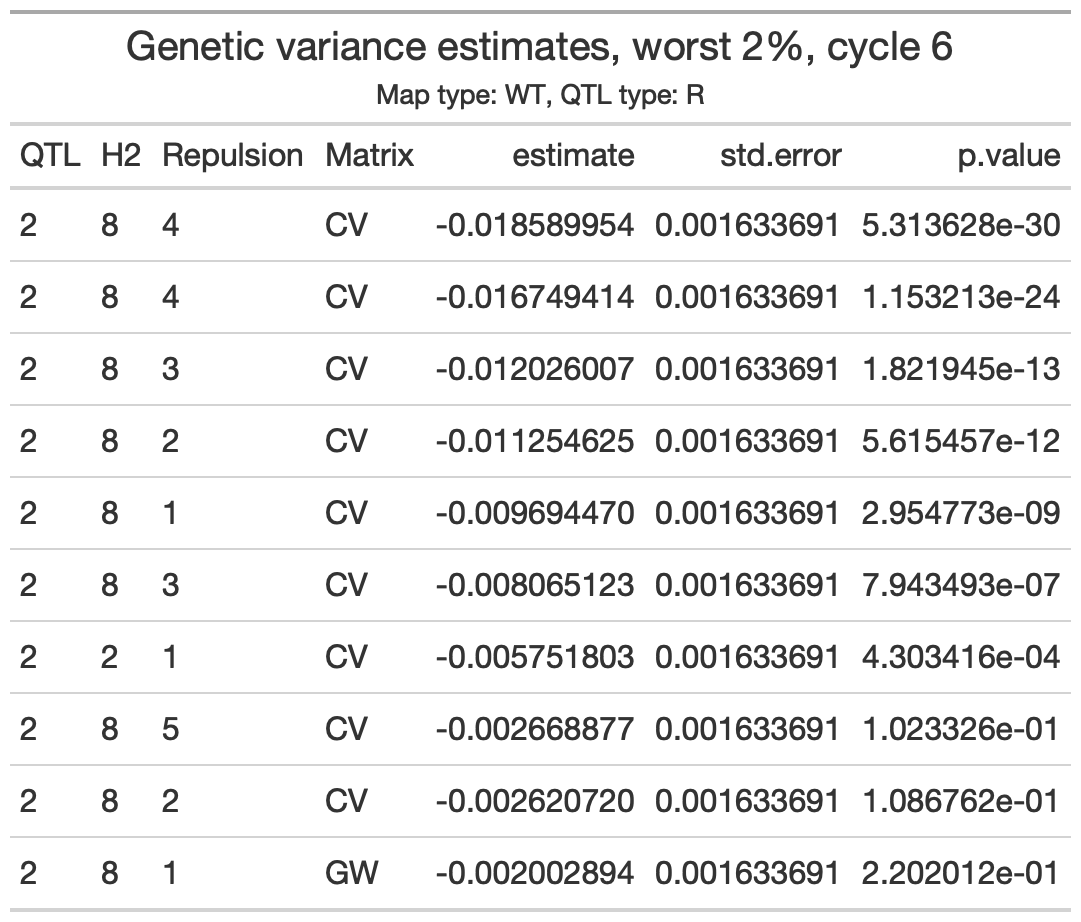 Genetic variance estimates, worst 2%, cycle 6
Map type: WT, QTL type: R
QTL H2 Repulsion Matrix estimate std.error p.value
2 8 4 CV -0.018589954 0.001633691 5.313628e-30
2 8 4 CV -0.016749414 0.001633691 1.153213e-24
2 8 3 CV -0.012026007 0.001633691 1.821945e-13
2 8 2 CV -0.011254625 0.001633691 5.615457e-12
2 8 1 CV -0.009694470 0.001633691 2.954773e-09
2 8 3 CV -0.008065123 0.001633691 7.943493e-07
2 2 1 CV -0.005751803 0.001633691 4.303416e-04
2 8 5 CV -0.002668877 0.001633691 1.023326e-01
2 8 2 CV -0.002620720 0.001633691 1.086762e-01
2 8 1 GW -0.002002894 0.001633691 2.202012e-01